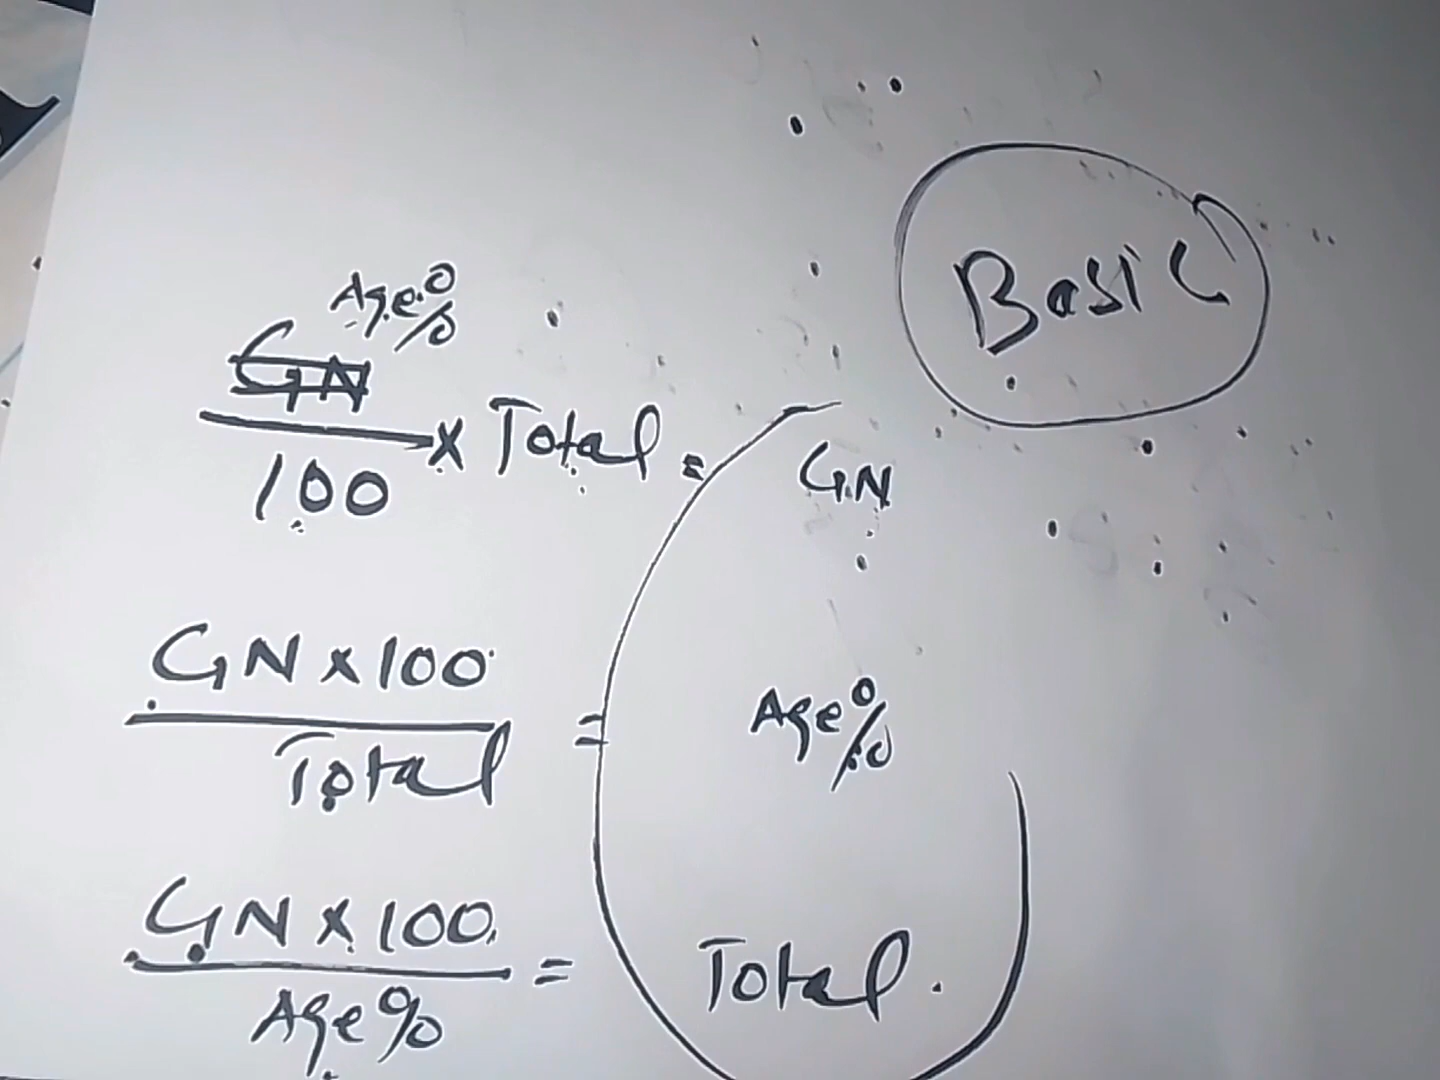 Basic
Age%
GN
100 × Total = GN
GN × 100
Total = Age%
GN × 100
Age% = Total.